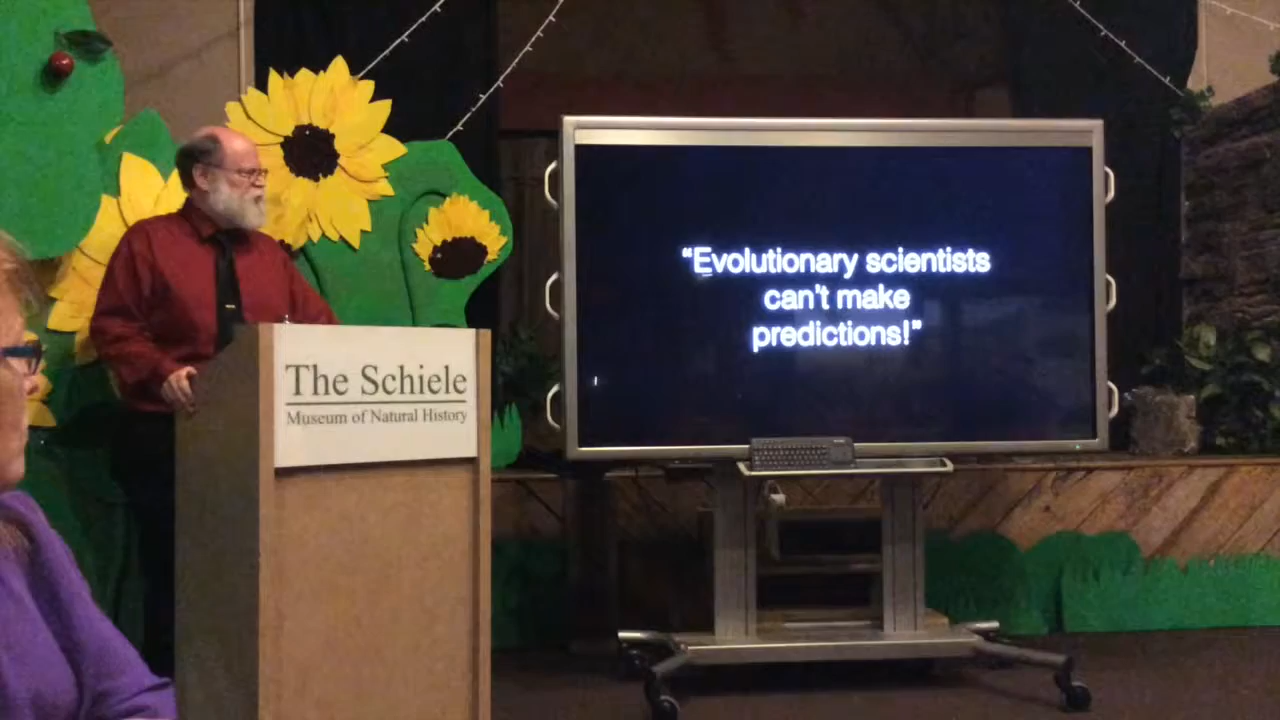 The Schiele
Museum of Natural History
“Evolutionary scientists
can't make
predictions!”